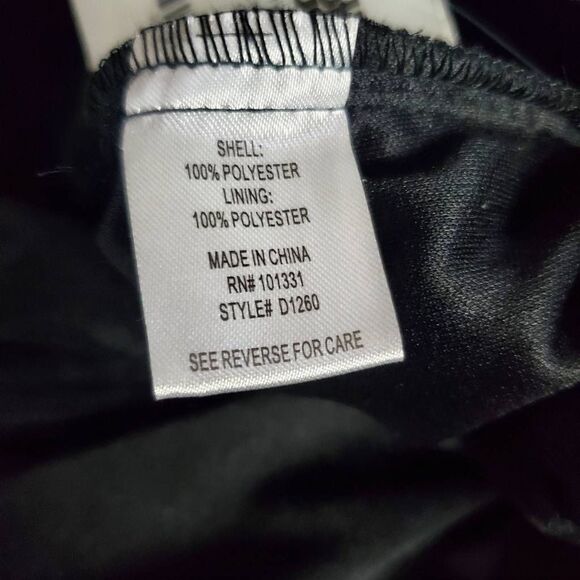 SHELL:
100% POLYESTER
LINING:
100% POLYESTER
MADE IN CHINA
RN# 101331
STYLE# D1260
SEE REVERSE FOR CARE